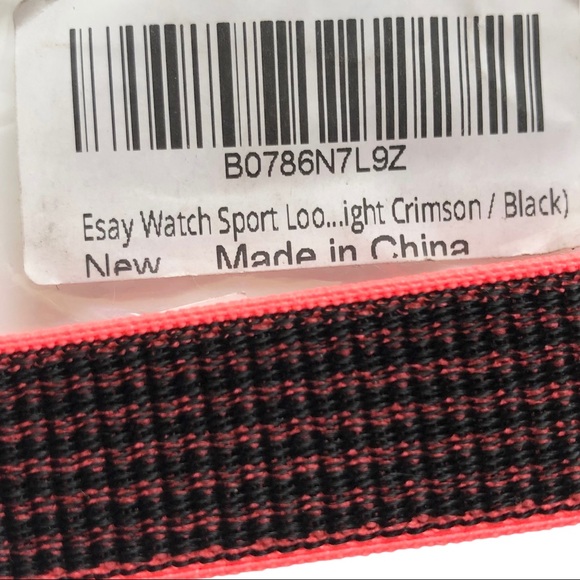 B0786N7L9Z
Esay Watch Sport Loo...ight Crimson / Black)
New Made in China